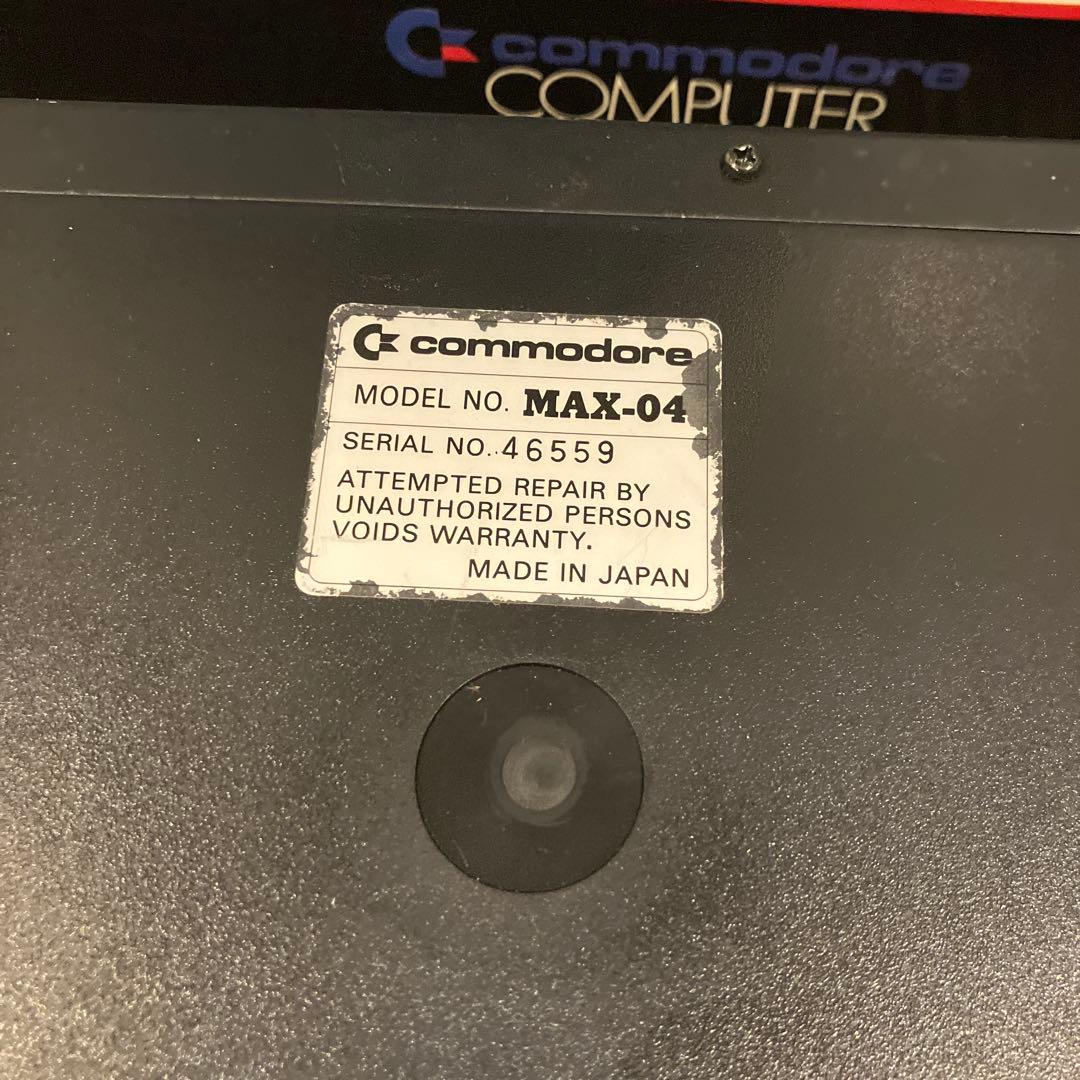 commodore
COMPUTER
commodore
MODEL NO. MAX-04
SERIAL NO. 46559
ATTEMPTED REPAIR BY
UNAUTHORIZED PERSONS
VOIDS WARRANTY.
MADE IN JAPAN